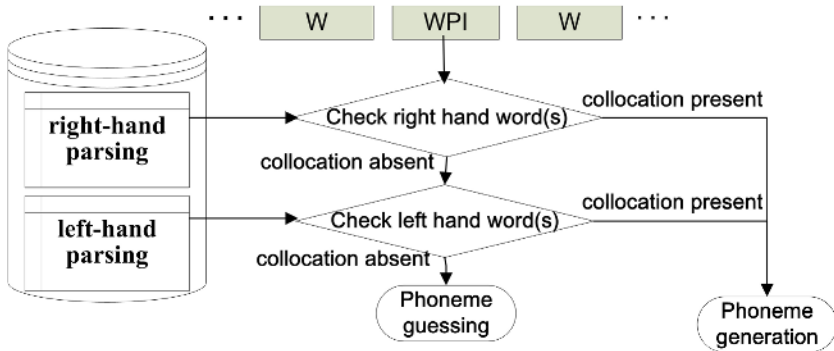 ... W WPI W ...
collocation present
Check right hand word(s)
right-hand
parsing
collocation absent
collocation present
Check left hand word(s)
left-hand
parsing
collocation absent
Phoneme
guessing
Phoneme
generation